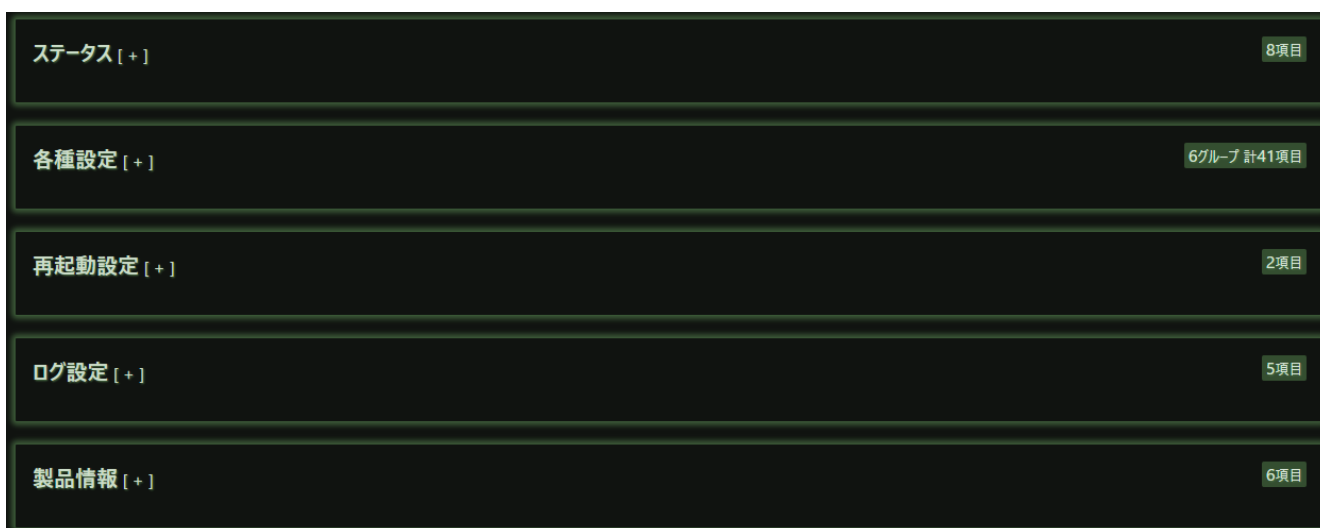 ステータス [ + ] 8項目
各種設定 [ + ] 6グループ 計41項目
再起動設定 [ + ] 2項目
ログ設定 [ + ] 5項目
製品情報 [ + ] 6項目